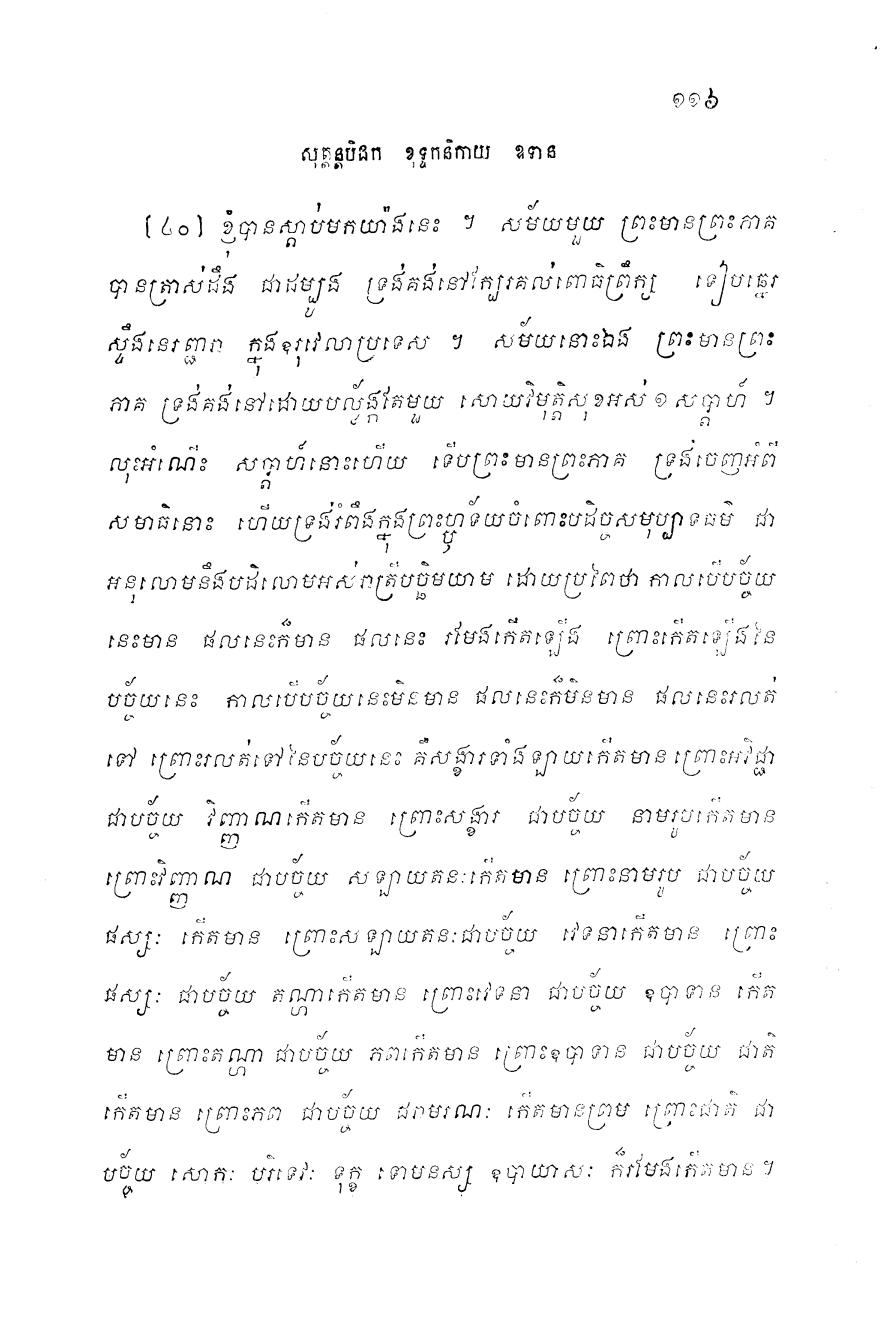 ១១៦
សុត្តន្តបិដក ខុទ្ទកនិកាយ ឧទាន
[៤០] ខ្ញុំបានស្តាប់មកយ៉ាងនេះ ។ សម័យមួយ ព្រះមានព្រះភាគ
បានត្រាស់ដឹង ជាដម្បូង ទ្រង់គង់នៅក្បែរគល់ពោធិព្រឹក្ស ទៀបឆ្នេរ
ស្ទឹងនេរញ្ជរា ក្នុងឧរុវេលាប្រទេស ។ សម័យនោះឯង ព្រះមានព្រះ
ភាគ ទ្រង់គង់នៅដោយបល្ល័ង្កតែមួយ សោយវិមុត្តិសុខអស់ ១ សប្តាហ៍ ។
លុះអំណើះ សប្តាហ៍នោះហើយ ទើបព្រះមានព្រះភាគ ទ្រង់ចេញអំពី
សមាធិនោះ ហើយទ្រង់រំពឹងក្នុងព្រះហ្ឫទ័យចំពោះបដិច្ចសមុប្បាទធម៌ ជា
អនុលោមនឹងបដិលោមអស់រាត្រីបច្ឆិមយាម ដោយប្រពៃថា កាលបើបច្ច័យ
នេះមាន ផលនេះក៏មាន ផលនេះ រមែងកើតឡើង ព្រោះកើតឡើងនៃ
បច្ច័យនេះ កាលបើបច្ច័យនេះមិនមាន ផលនេះក៏មិនមាន ផលនេះរលត់
ទៅ ព្រោះរលត់ទៅនៃបច្ច័យនេះ គឺសង្ខារទាំងឡាយកើតមាន ព្រោះអវិជ្ជា
ជាបច្ច័យ វិញ្ញាណកើតមាន ព្រោះសង្ខារ ជាបច្ច័យ នាមរូបកើតមាន
ព្រោះវិញ្ញាណ ជាបច្ច័យ សឡាយតនៈកើតមាន ព្រោះនាមរូប ជាបច្ច័យ
ផស្សៈ កើតមាន ព្រោះសឡាយតនៈជាបច្ច័យ វេទនាកើតមាន ព្រោះ
ផស្សៈ ជាបច្ច័យ តណ្ហាកើតមាន ព្រោះវេទនា ជាបច្ច័យ ឧបាទាន កើត
មាន ព្រោះតណ្ហា ជាបច្ច័យ ភពកើតមាន ព្រោះឧបាទាន ជាបច្ច័យ ជាតិ
កើតមាន ព្រោះភព ជាបច្ច័យ ជរាមរណៈ កើតមានព្រម ព្រោះជាតិ ជា
បច្ច័យ សោកៈ បរិទេវៈ ទុក្ខ ទោមនស្ស ឧបាយាសៈ ក៏រមែងកើតមាន។